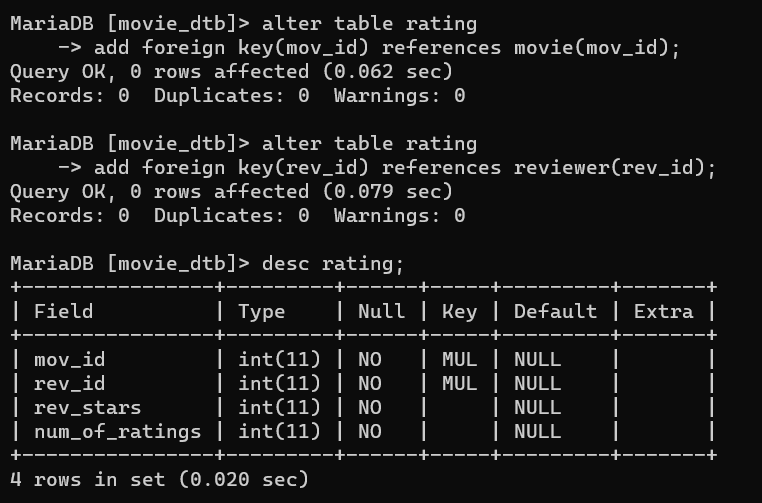 MariaDB [movie_dtb]> alter table rating
    -> add foreign key(mov_id) references movie(mov_id);
Query OK, 0 rows affected (0.062 sec)
Records: 0  Duplicates: 0  Warnings: 0

MariaDB [movie_dtb]> alter table rating
    -> add foreign key(rev_id) references reviewer(rev_id);
Query OK, 0 rows affected (0.079 sec)
Records: 0  Duplicates: 0  Warnings: 0

MariaDB [movie_dtb]> desc rating;
+----------------+---------+------+-----+---------+-------+
| Field          | Type    | Null | Key | Default | Extra |
+----------------+---------+------+-----+---------+-------+
| mov_id         | int(11) | NO   | MUL | NULL    |       |
| rev_id         | int(11) | NO   | MUL | NULL    |       |
| rev_stars      | int(11) | NO   |     | NULL    |       |
| num_of_ratings | int(11) | NO   |     | NULL    |       |
+----------------+---------+------+-----+---------+-------+
4 rows in set (0.020 sec)